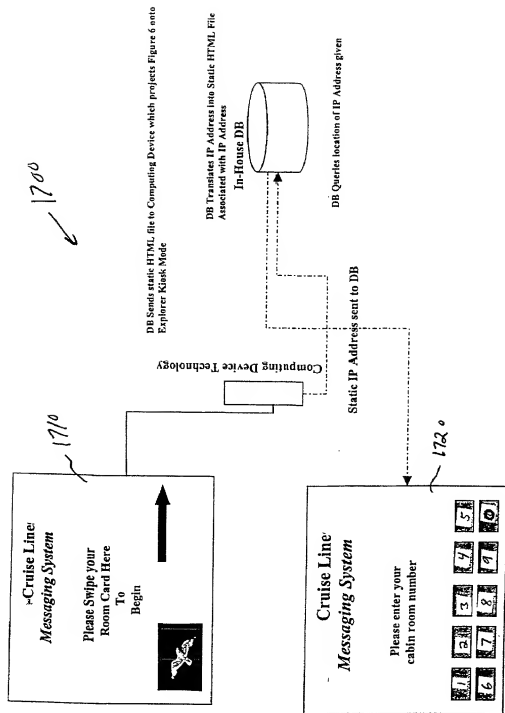 1700
DB Sends static HTML file to Computing Device which projects Figure 6 noto
Explorer Kiosk Mode
DB Translates IP Address into Static HTML File
Associated with IP Address
In-House DB
DB Queries location of IP Address given
Computing Device Technology
Static IP Address sent to DB
1710
Cruise Line
Messaging System
Please Swipe your
Room Card Here
To
Begin
1720
Cruise Line
Messaging System
Please enter your
cabin room number
1 2 3 4 5
6 7 8 9 0